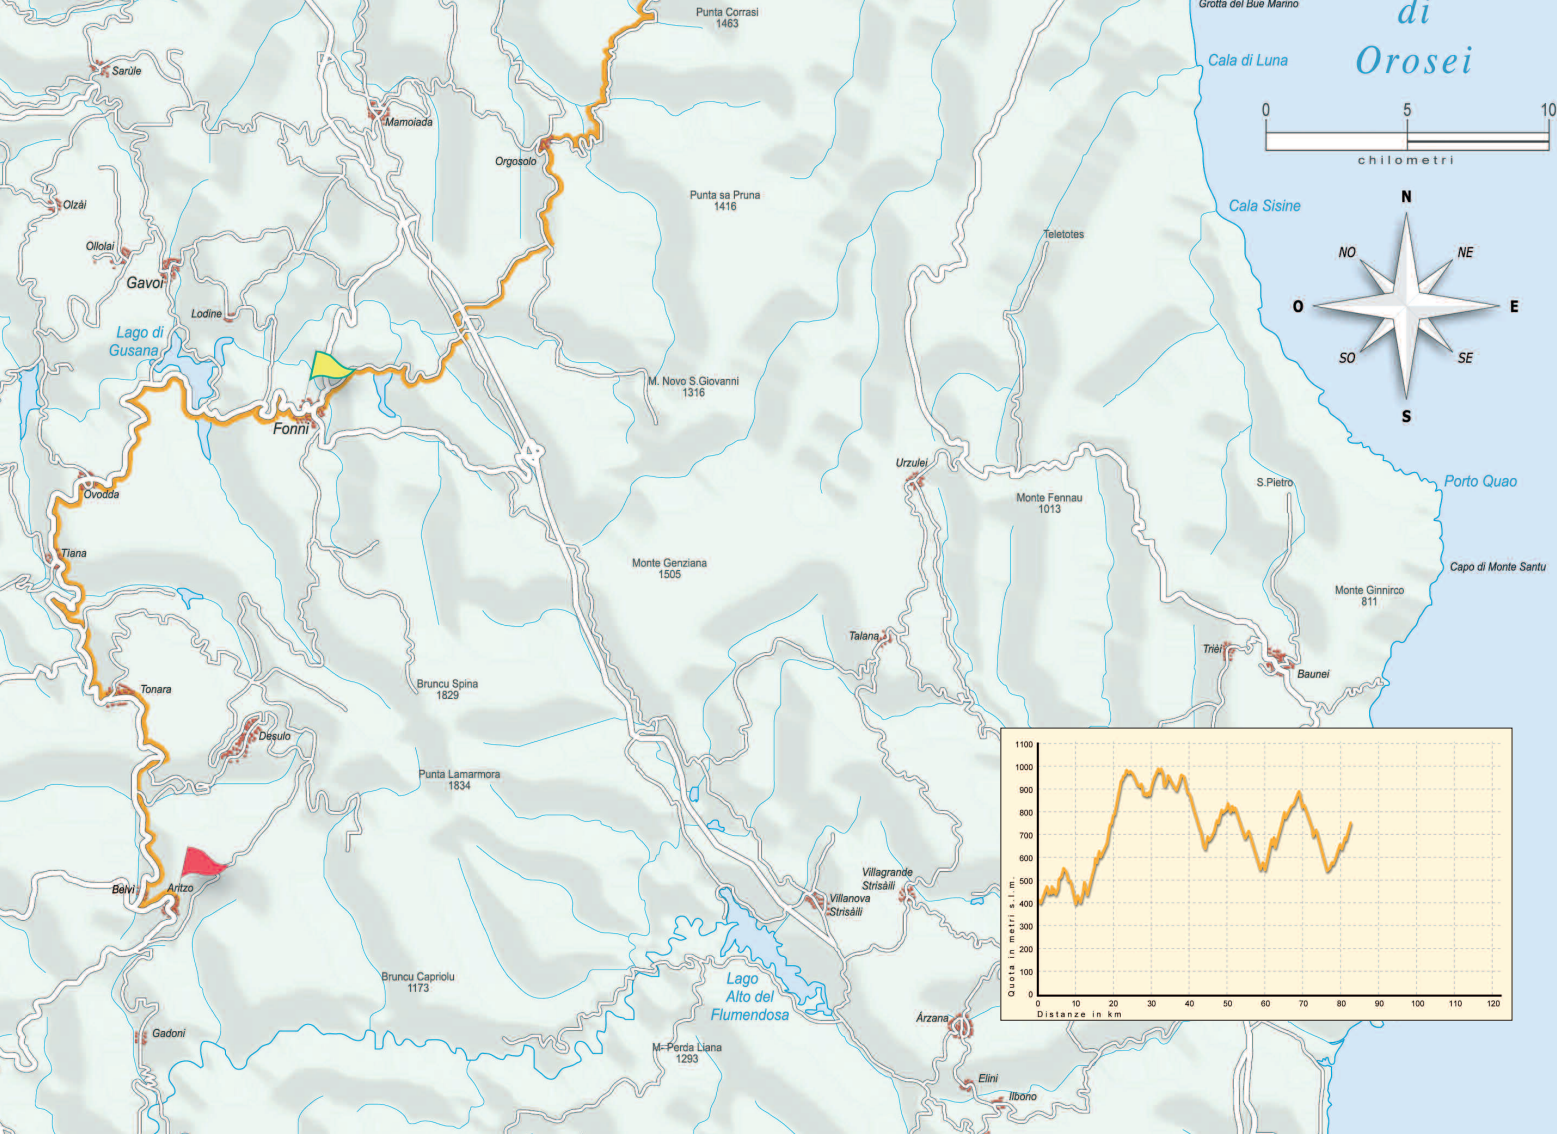 Punta Corrasi
1463
Grotta del Bue Marino
di
Orosei
Cala di Luna
0 5 10
chilometri
Sarùle
Mamoiada
Orgosolo
Punta sa Pruna
1416
Cala Sisine
N
NO NE
O E
SO SE
S
Olzài
Ollolai
Gavoi
Teletotes
Lodine
Lago di
Gusana
M. Novo S.Giovanni
1316
Fonni
Urzulei
Ovodda
Monte Fennau
1013
S.Pietro
Porto Quao
Tiana
Monte Genziana
1505
Capo di Monte Santu
Monte Ginnirco
811
Talana
Trièi
Baunei
Bruncu Spina
1829
Tonara
Desulo
Punta Lamarmora
1834
Belvì
Aritzo
Villagrande
Strisàili
Villanova
Strisàili
Bruncu Capriolu
1173
Lago
Alto del
Flumendosa
Gadoni
Àrzana
M. Perda Liana
1293
Elini
Ilbono
1100
1000
900
800
700
600
500
400
300
200
100
0
Quota in metri s.l.m.
0 10 20 30 40 50 60 70 80 90 100 110 120
Distanze in km